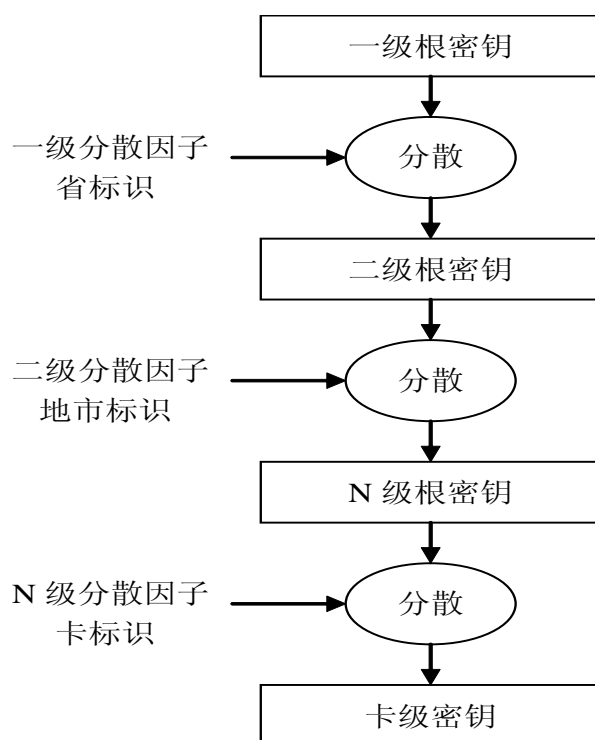 一级根密钥
一级分散因子
省标识
分散
二级根密钥
二级分散因子
地市标识
分散
N 级根密钥
N 级分散因子
卡标识
分散
卡级密钥